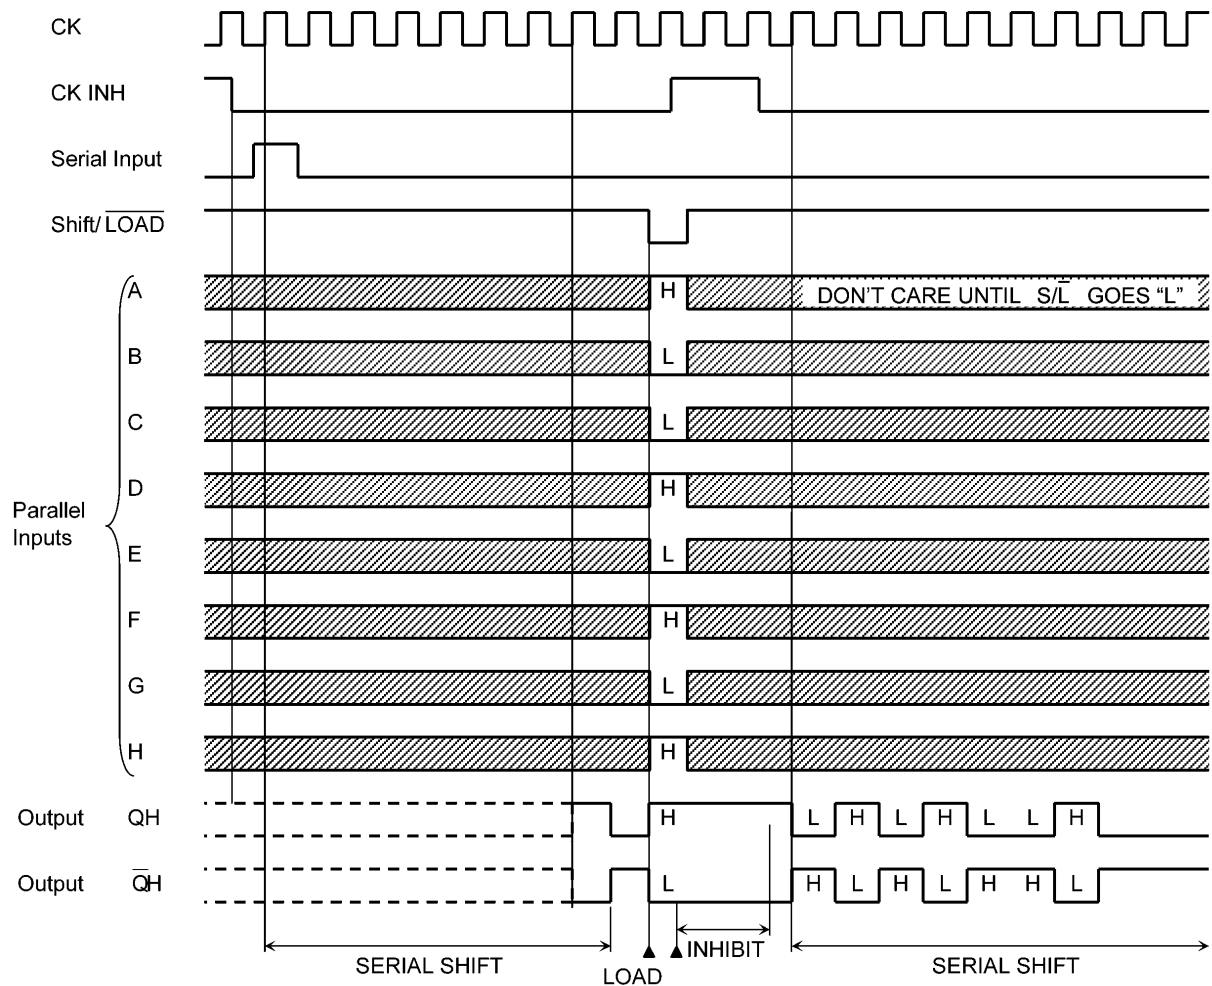 CK
CK INH
Serial Input
Shift/ LOAD
A H DON'T CARE UNTIL S/L GOES “L”
B L
C L
D H
Parallel
Inputs
E L
F H
G L
H H
Output QH H L H L H L L H
Output QH L H L H L H H L
SERIAL SHIFT
LOAD
INHIBIT
SERIAL SHIFT